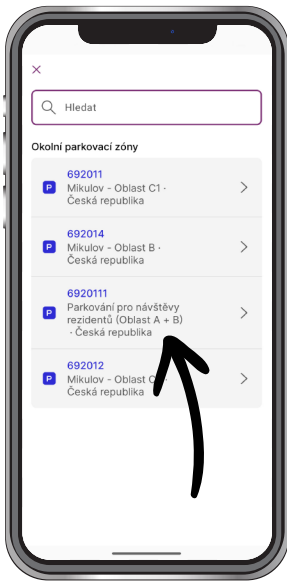 Hledat
Okolní parkovací zóny
692011
P
Mikulov - Oblast C1 ·
Česká republika
692014
P
Mikulov - Oblast B ·
Česká republika
6920111
Parkování pro návštěvy
P
rezidentů (Oblast A + B)
· Česká republika
692012
P
Mikulov - Oblast
Česká republika